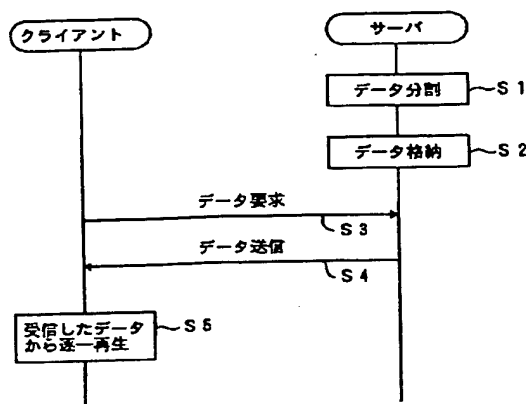 クライアント
サーバ
データ分割
S1
データ格納
S2
データ要求
S3
データ送信
S4
受信したデータ
から逐一再生
S5